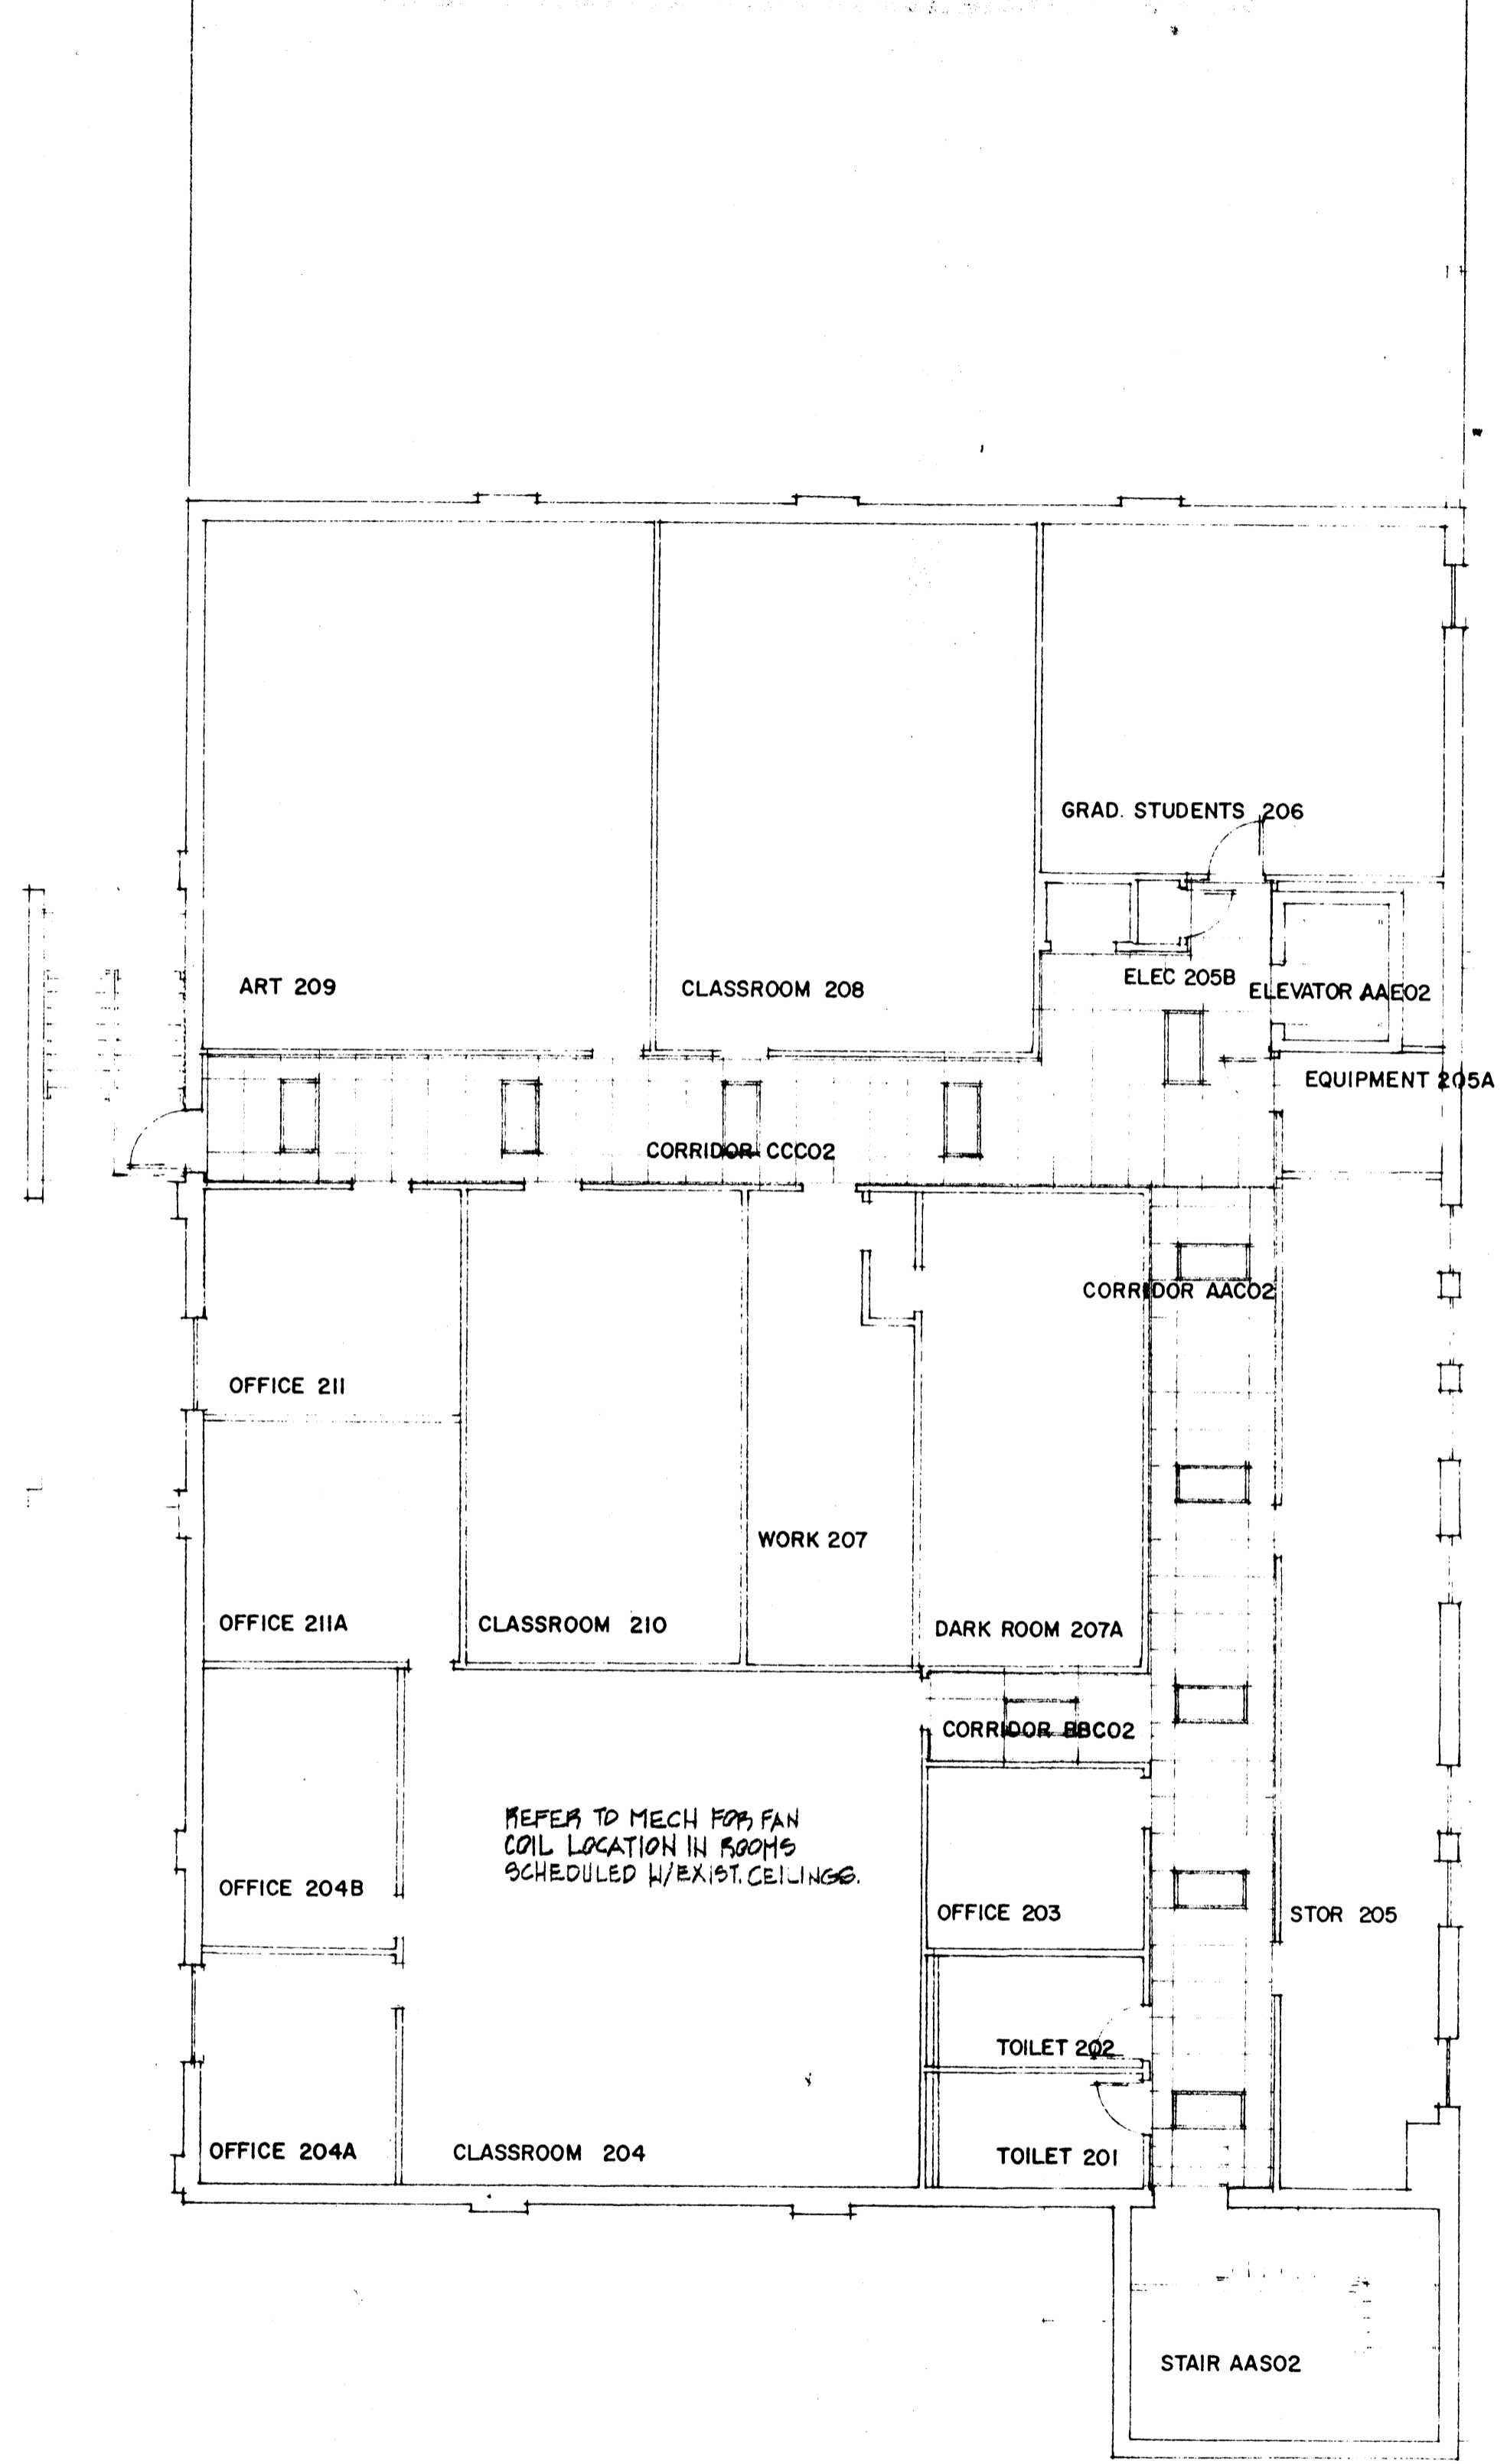 GRAD. STUDENTS 206
ART 209
CLASSROOM 208
ELEC 205B
ELEVATOR AAE02
EQUIPMENT 205A
CORRIDOR CCC02
CORRIDOR AAC02
OFFICE 211
WORK 207
OFFICE 211A
CLASSROOM 210
DARK ROOM 207A
CORRIDOR BBC02
REFER TO MECH FOR FAN
COIL LOCATION IN ROOMS
SCHEDULED W/EXIST. CEILINGS.
OFFICE 204B
OFFICE 203
STOR 205
TOILET 202
OFFICE 204A
CLASSROOM 204
TOILET 201
STAIR AAS02